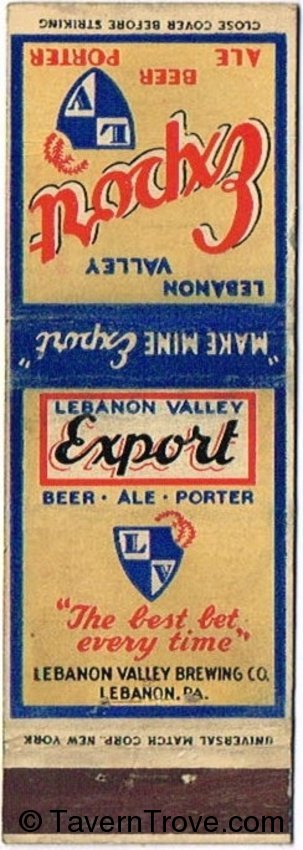 CLOSE COVER BEFORE STRIKING
LEBANON
VALLEY
Export
LV
BEER
ALE PORTER
"MAKE MINE Export"
LEBANON VALLEY
Export
BEER · ALE · PORTER
LV
"The best bet
every time"
LEBANON VALLEY BREWING CO.
LEBANON, PA.
UNIVERSAL MATCH CORP. NEW YORK
© TavernTrove.com